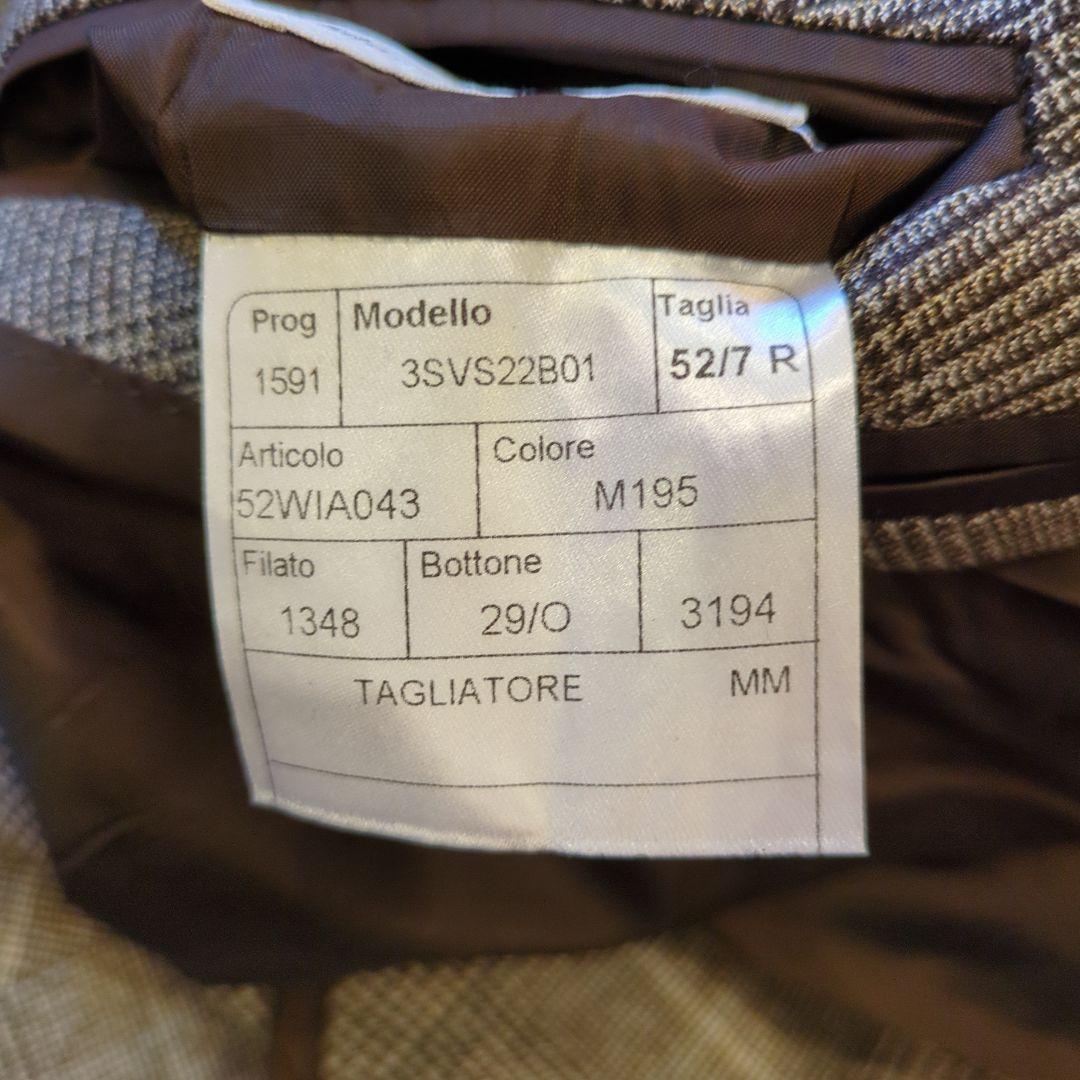 Prog Modello Taglia
1591 3SVS22B01 52/7 R
Articolo Colore
52WIA043 M195
Filato Bottone
1348 29/O 3194
TAGLIATORE MM